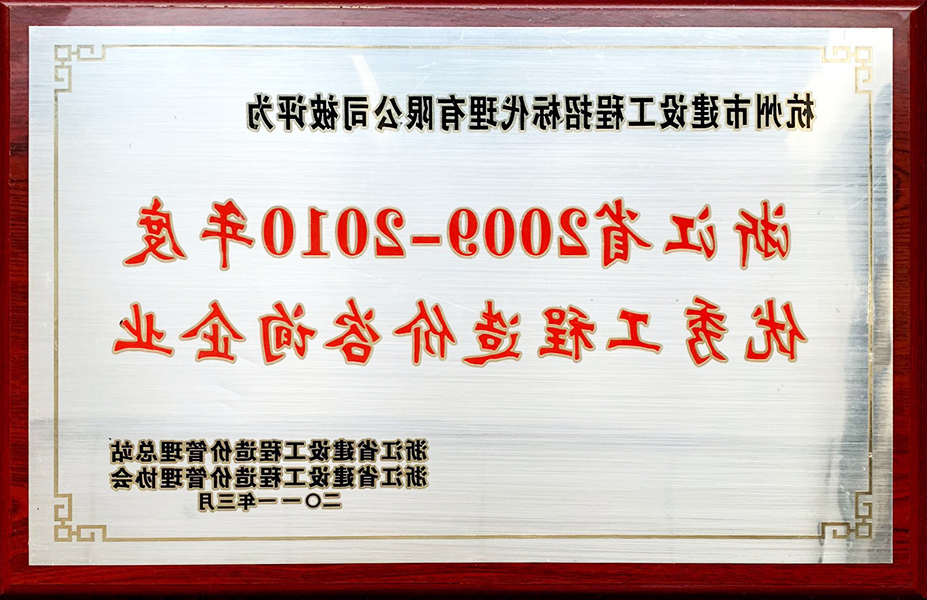 杭州市建设工程招标代理有限公司被评为
浙江省2009-2010年度
优秀工程造价咨询企业
浙江省建设工程造价管理总站
浙江省建设工程造价管理协会
二〇一一年三月